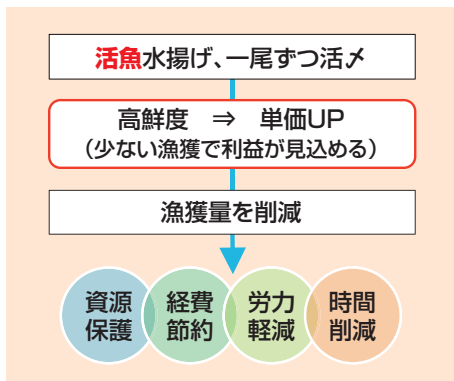 活魚水揚げ、一尾ずつ活〆
高鮮度　⇒　単価UP
（少ない漁獲で利益が見込める）
漁獲量を削減
資源
保護
経費
節約
労力
軽減
時間
削減